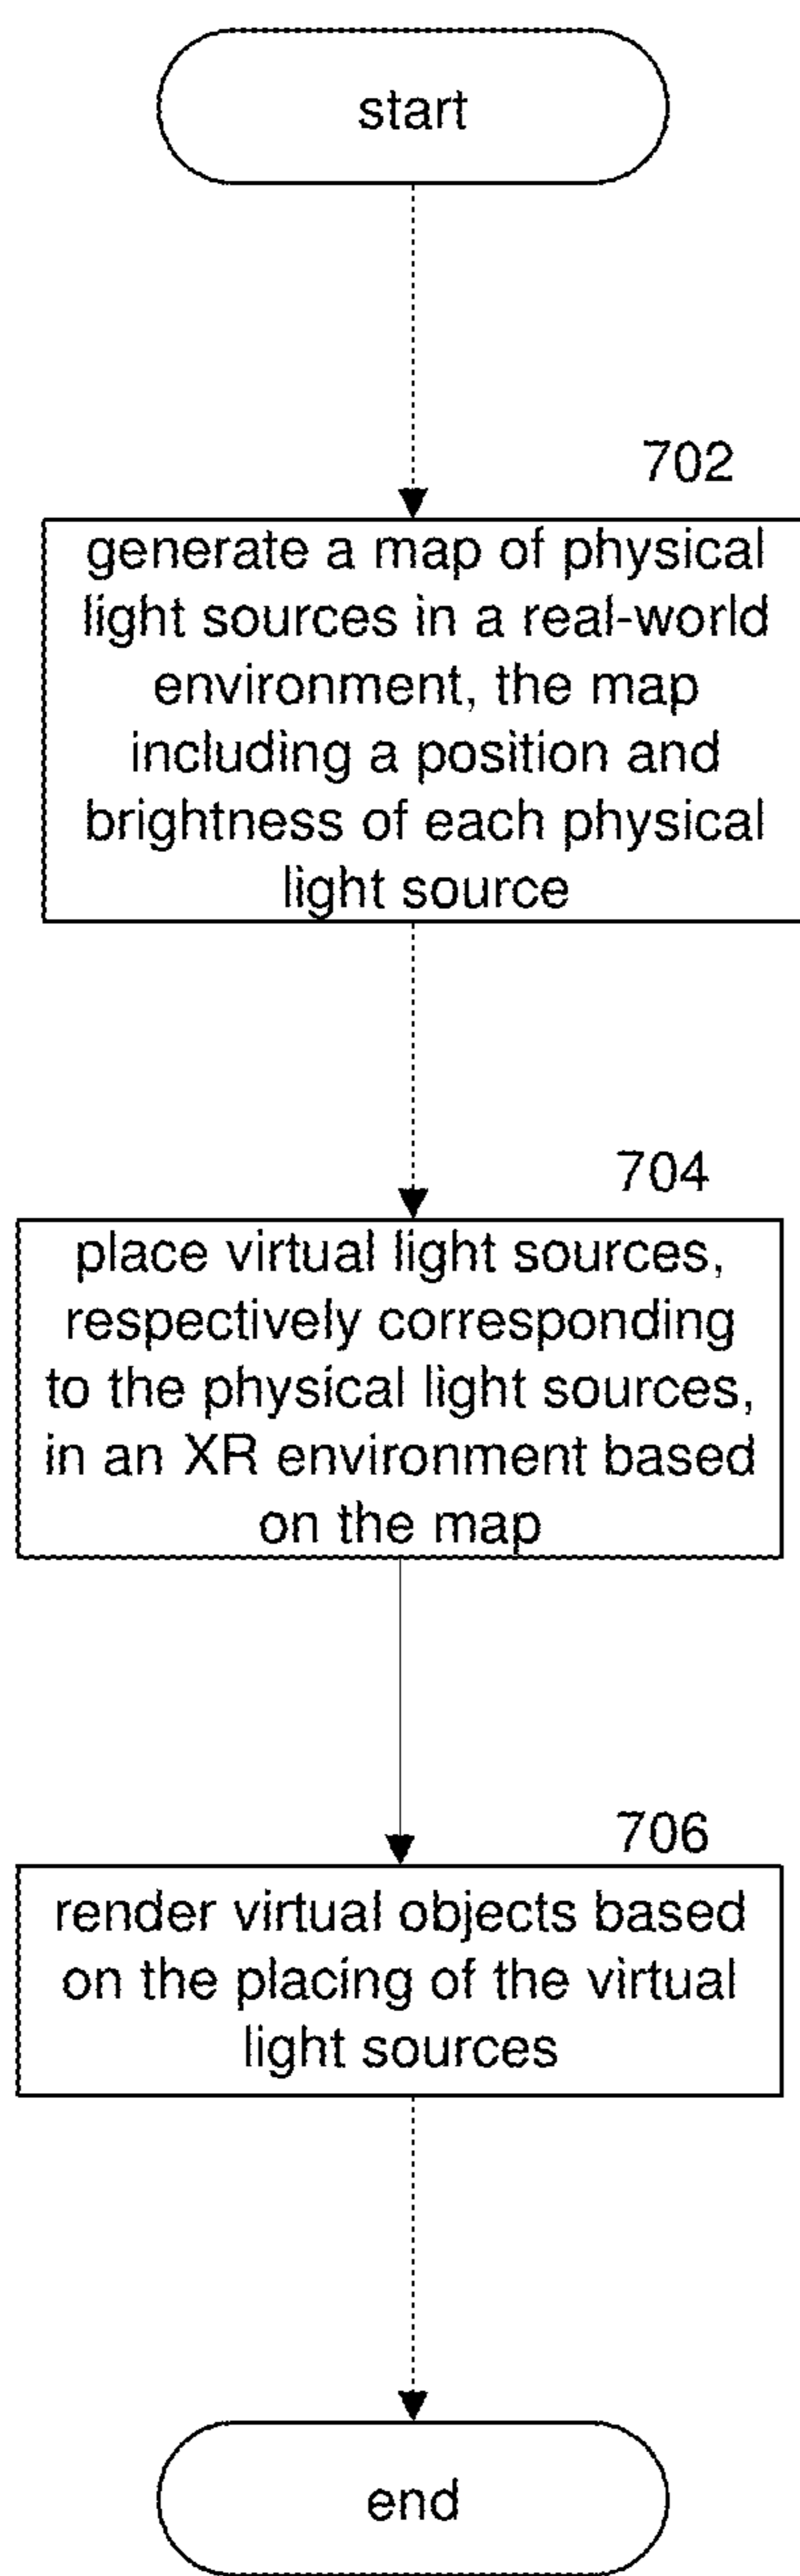 start
702
generate a map of physical
light sources in a real-world
environment, the map
including a position and
brightness of each physical
light source
704
place virtual light sources,
respectively corresponding
to the physical light sources,
in an XR environment based
on the map
706
render virtual objects based
on the placing of the virtual
light sources
end